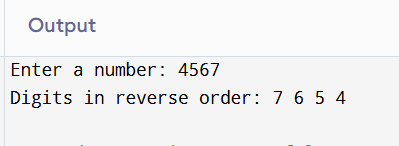 Output
Enter a number: 4567
Digits in reverse order: 7 6 5 4